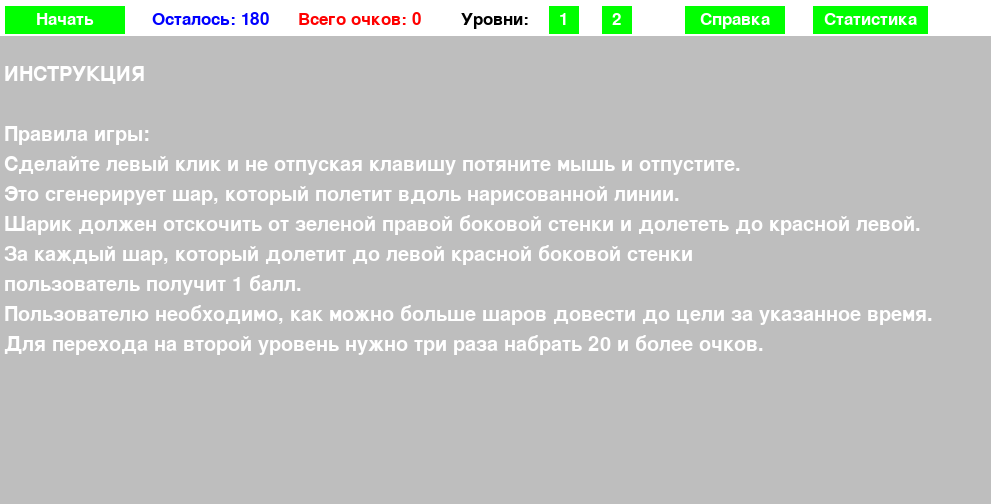 Начать Осталось: 180 Всего очков: 0 Уровни: 1 2 Справка Статистика
ИНСТРУКЦИЯ
Правила игры:
Сделайте левый клик и не отпуская клавишу потяните мышь и отпустите.
Это сгенерирует шар, который полетит вдоль нарисованной линии.
Шарик должен отскочить от зеленой правой боковой стенки и долететь до красной левой.
За каждый шар, который долетит до левой красной боковой стенки
пользователь получит 1 балл.
Пользователю необходимо, как можно больше шаров довести до цели за указанное время.
Для перехода на второй уровень нужно три раза набрать 20 и более очков.